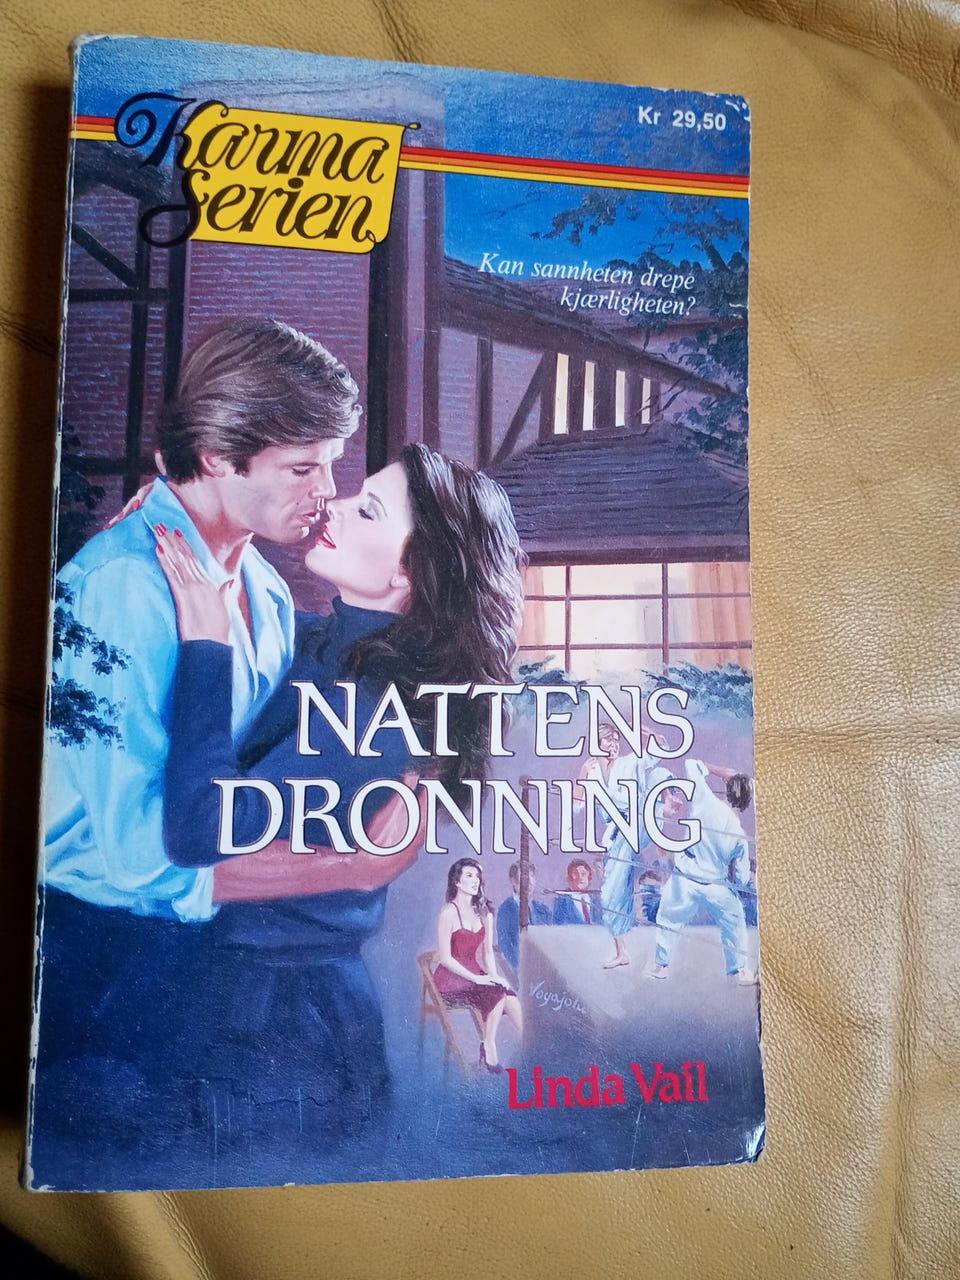 Karma
Serien
Kr 29,50
Kan sannheten drepe
kjærligheten?
NATTENS
DRONNING
Linda Vail